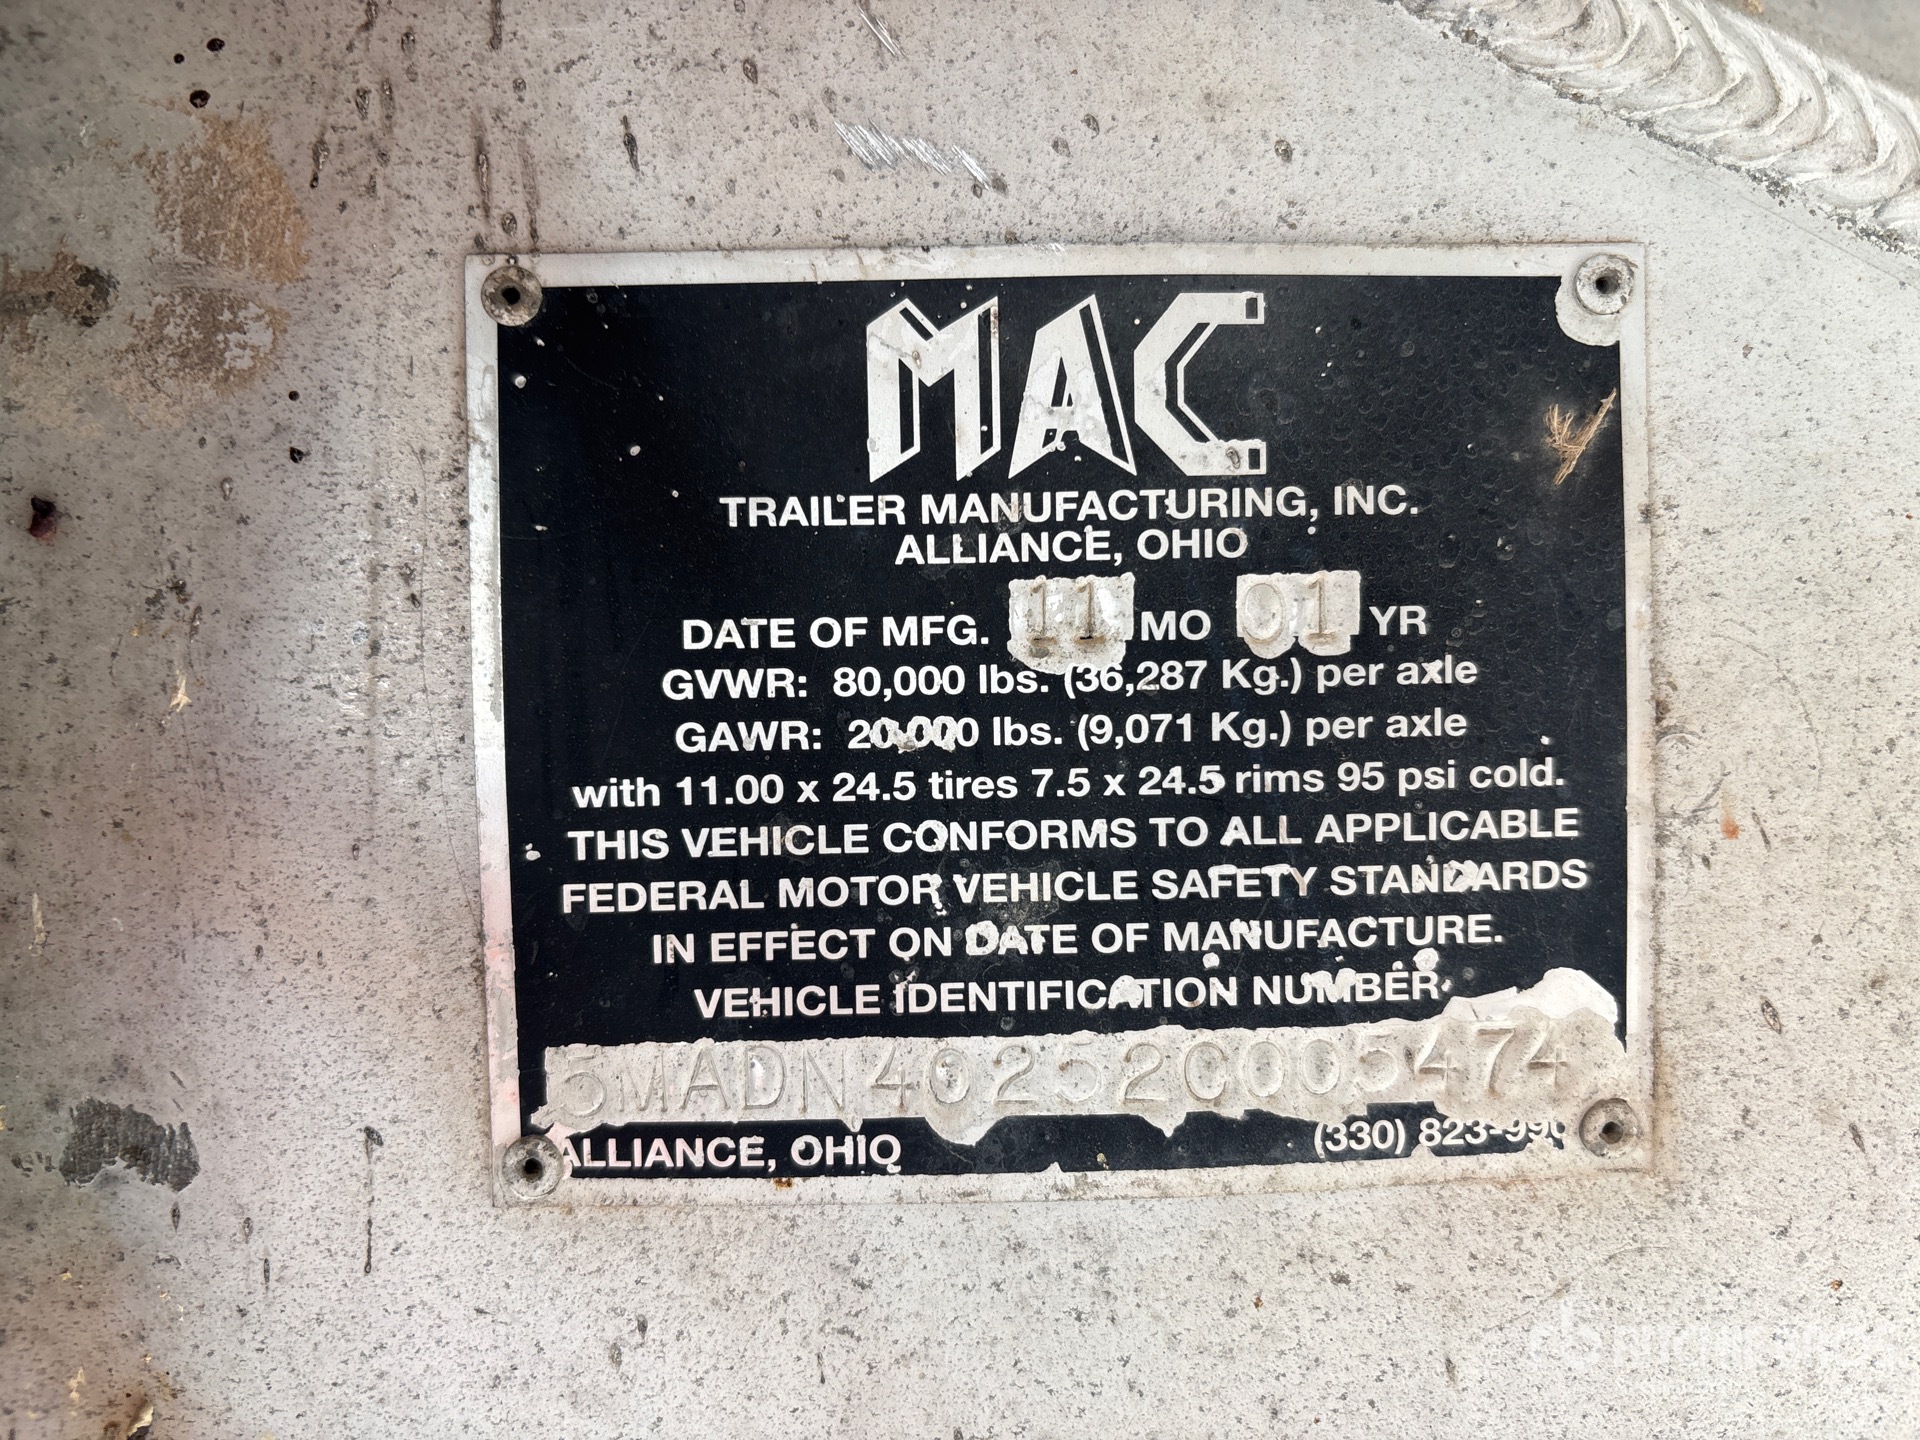 MAC
TRAILER MANUFACTURING, INC.
ALLIANCE, OHIO
DATE OF MFG. 11 MO 01 YR
GVWR: 80,000 lbs. (36,287 Kg.) per axle
GAWR: 20,000 lbs. (9,071 Kg.) per axle
with 11.00 x 24.5 tires 7.5 x 24.5 rims 95 psi cold.
THIS VEHICLE CONFORMS TO ALL APPLICABLE
FEDERAL MOTOR VEHICLE SAFETY STANDARDS
IN EFFECT ON DATE OF MANUFACTURE.
VEHICLE IDENTIFICATION NUMBER
5MADN40252C005474
ALLIANCE, OHIO (330)